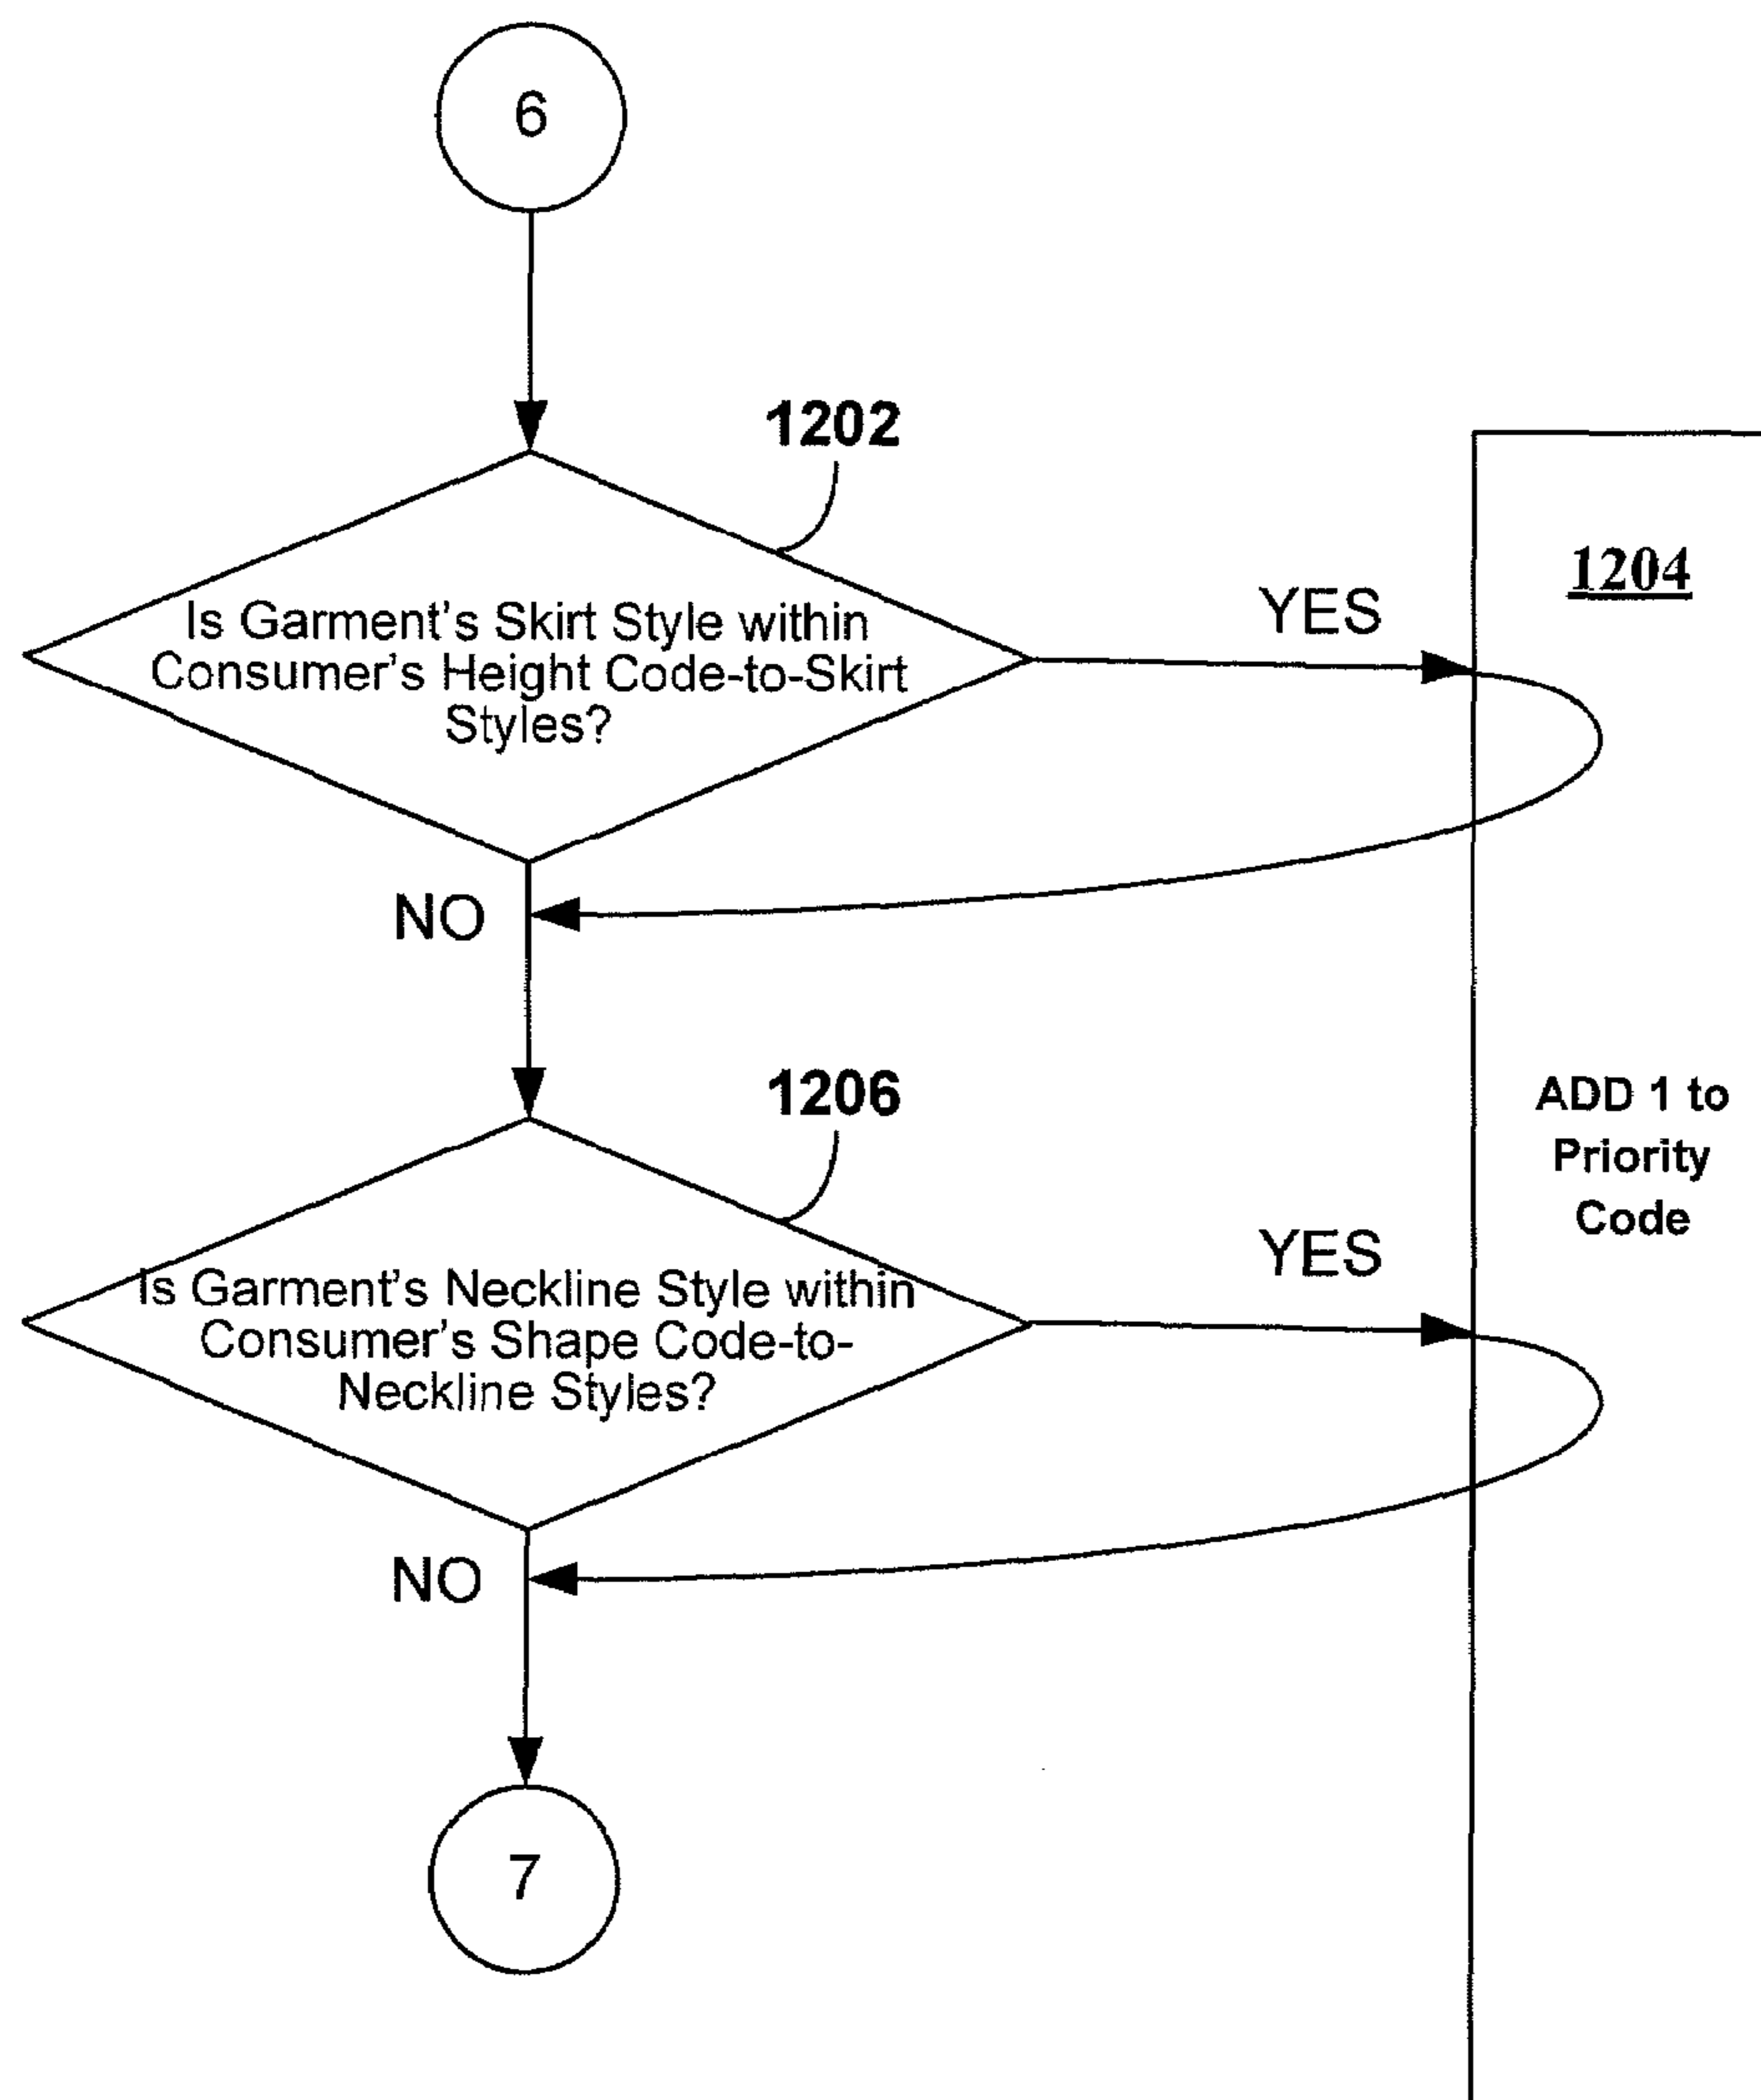 6
1202
1204
YES
Is Garment's Skirt Style within
Consumer's Height Code-to-Skirt
Styles?
NO
1206
ADD 1 to
Priority
Code
YES
Is Garment's Neckline Style within
Consumer's Shape Code-to-
Neckline Styles?
NO
7